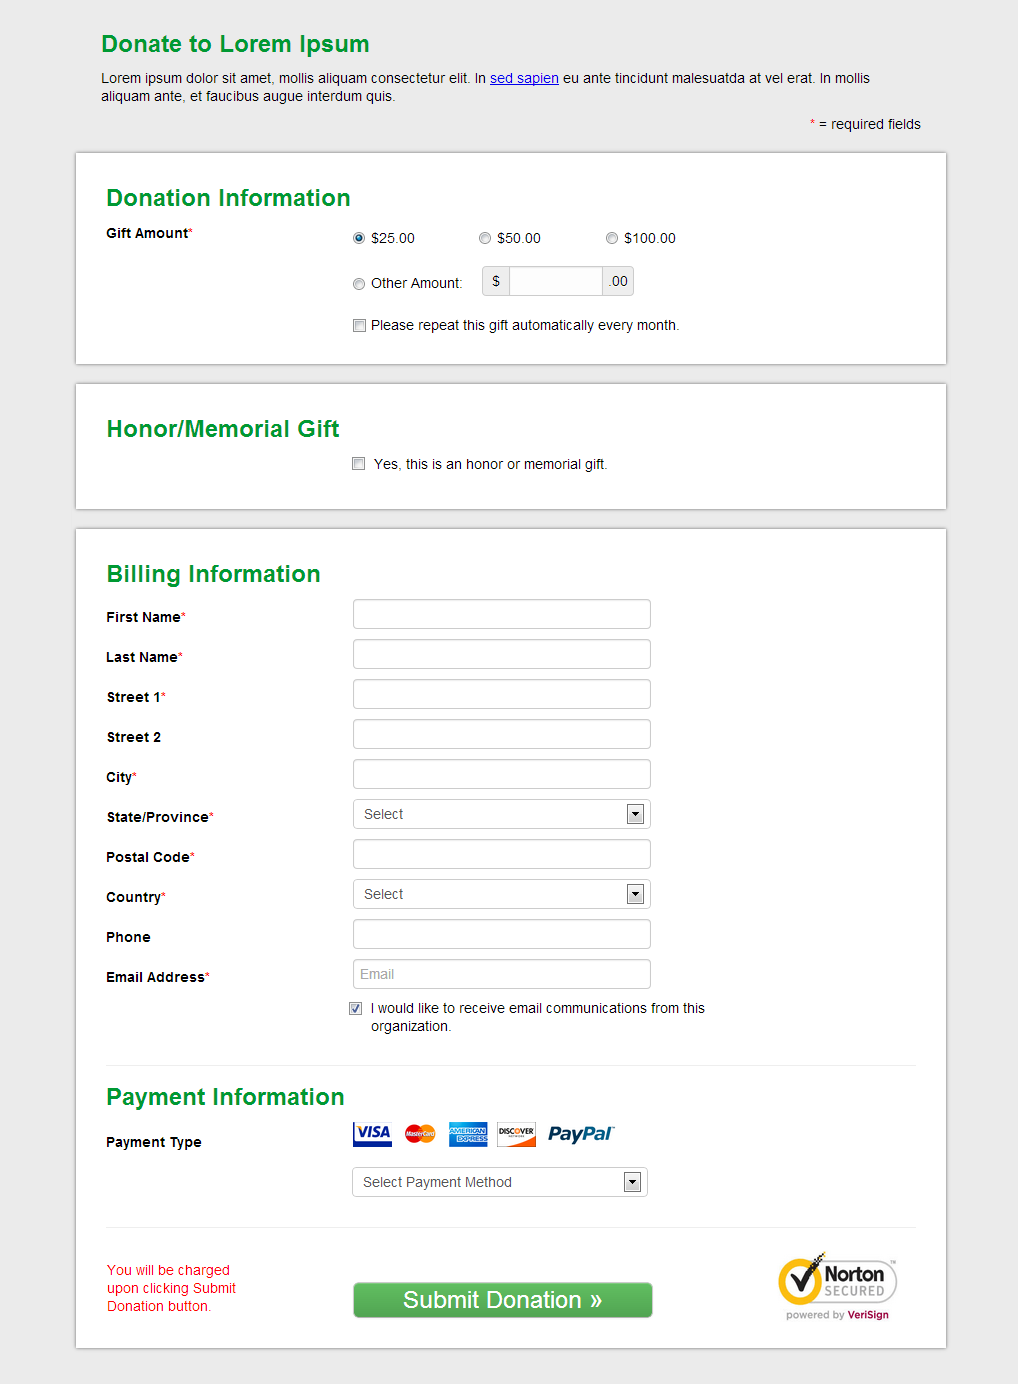 Donate to Lorem Ipsum
Lorem ipsum dolor sit amet, mollis aliquam consectetur elit. In sed sapien eu ante tincidunt malesuatda at vel erat. In mollis
aliquam ante, et faucibus augue interdum quis.
* = required fields
Donation Information
Gift Amount*
$25.00 $50.00 $100.00
Other Amount: $ .00
Please repeat this gift automatically every month.
Honor/Memorial Gift
Yes, this is an honor or memorial gift.
Billing Information
First Name*
Last Name*
Street 1*
Street 2
City*
State/Province* Select
Postal Code*
Country* Select
Phone
Email Address* Email
I would like to receive email communications from this
organization.
Payment Information
Payment Type VISA MasterCard AMERICAN EXPRESS DISCOVER NETWORK PayPal™
Select Payment Method
You will be charged
upon clicking Submit
Donation button.
Submit Donation »
Norton™
SECURED
powered by VeriSign